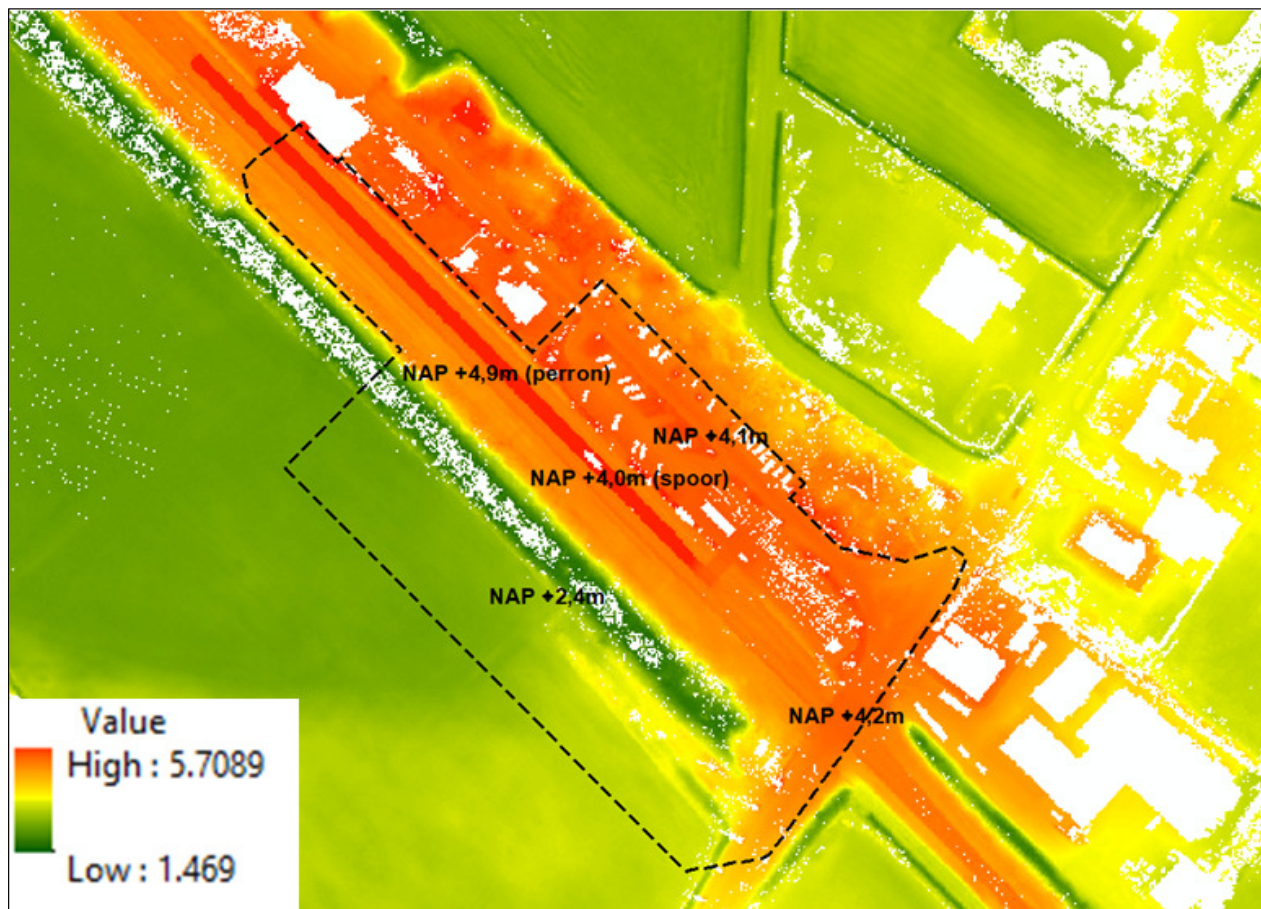 NAP +4,9m (perron)
NAP +4,1m
NAP +4,0m (spoor)
NAP +2,4m
NAP +4,2m
Value
High : 5.7089
Low : 1.469